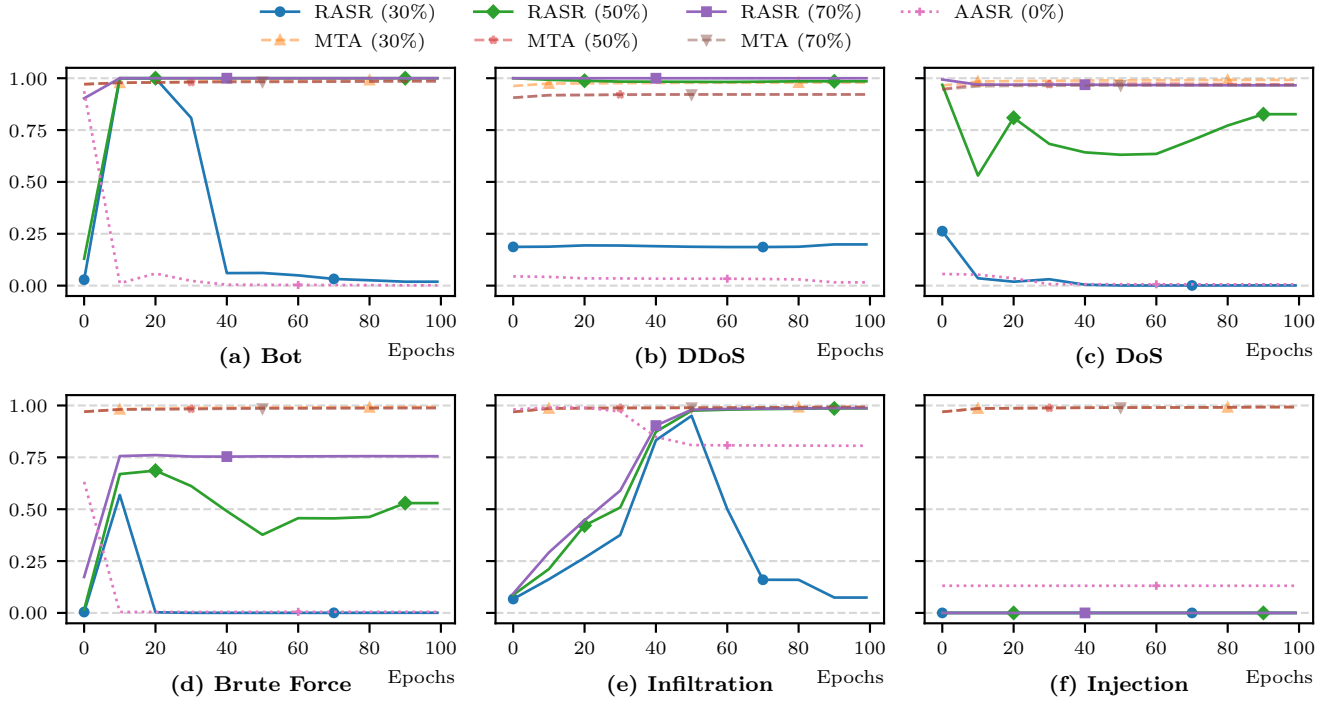 RASR (30%) RASR (50%) RASR (70%) AASR (0%)
MTA (30%) MTA (50%) MTA (70%)
1.00
0.75
0.50
0.25
0.00
0 20 40 60 80 100 0 20 40 60 80 100 0 20 40 60 80 100
Epochs Epochs Epochs
(a) Bot (b) DDoS (c) DoS
1.00
0.75
0.50
0.25
0.00
0 20 40 60 80 100 0 20 40 60 80 100 0 20 40 60 80 100
Epochs Epochs Epochs
(d) Brute Force (e) Infiltration (f) Injection